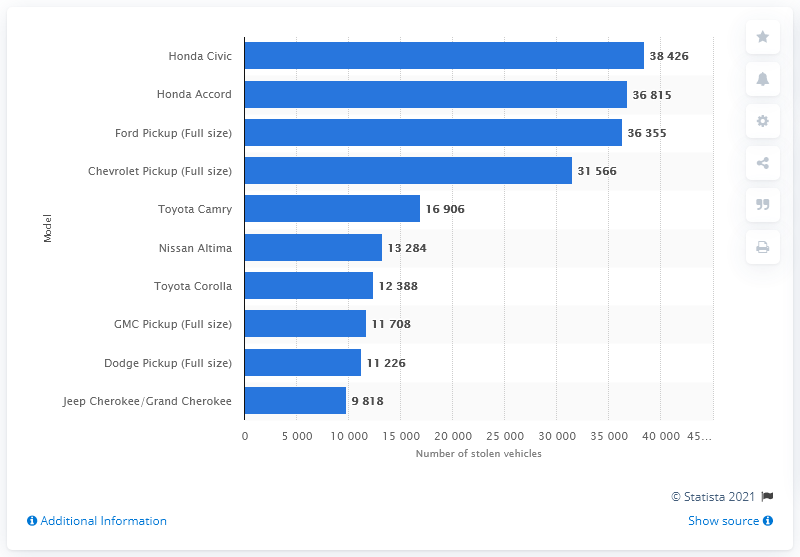 Honda Civic 38 426
Honda Accord 36 815
Ford Pickup (Full size) 36 355
Chevrolet Pickup (Full size) 31 566
Toyota Camry 16 906
Model
Nissan Altima 13 284
Toyota Corolla 12 388
GMC Pickup (Full size) 11 708
Dodge Pickup (Full size) 11 226
Jeep Cherokee/Grand Cherokee 9 818
0 5 000 10 000 15 000 20 000 25 000 30 000 35 000 40 000 45...
Number of stolen vehicles
© Statista 2021
Additional Information
Show source